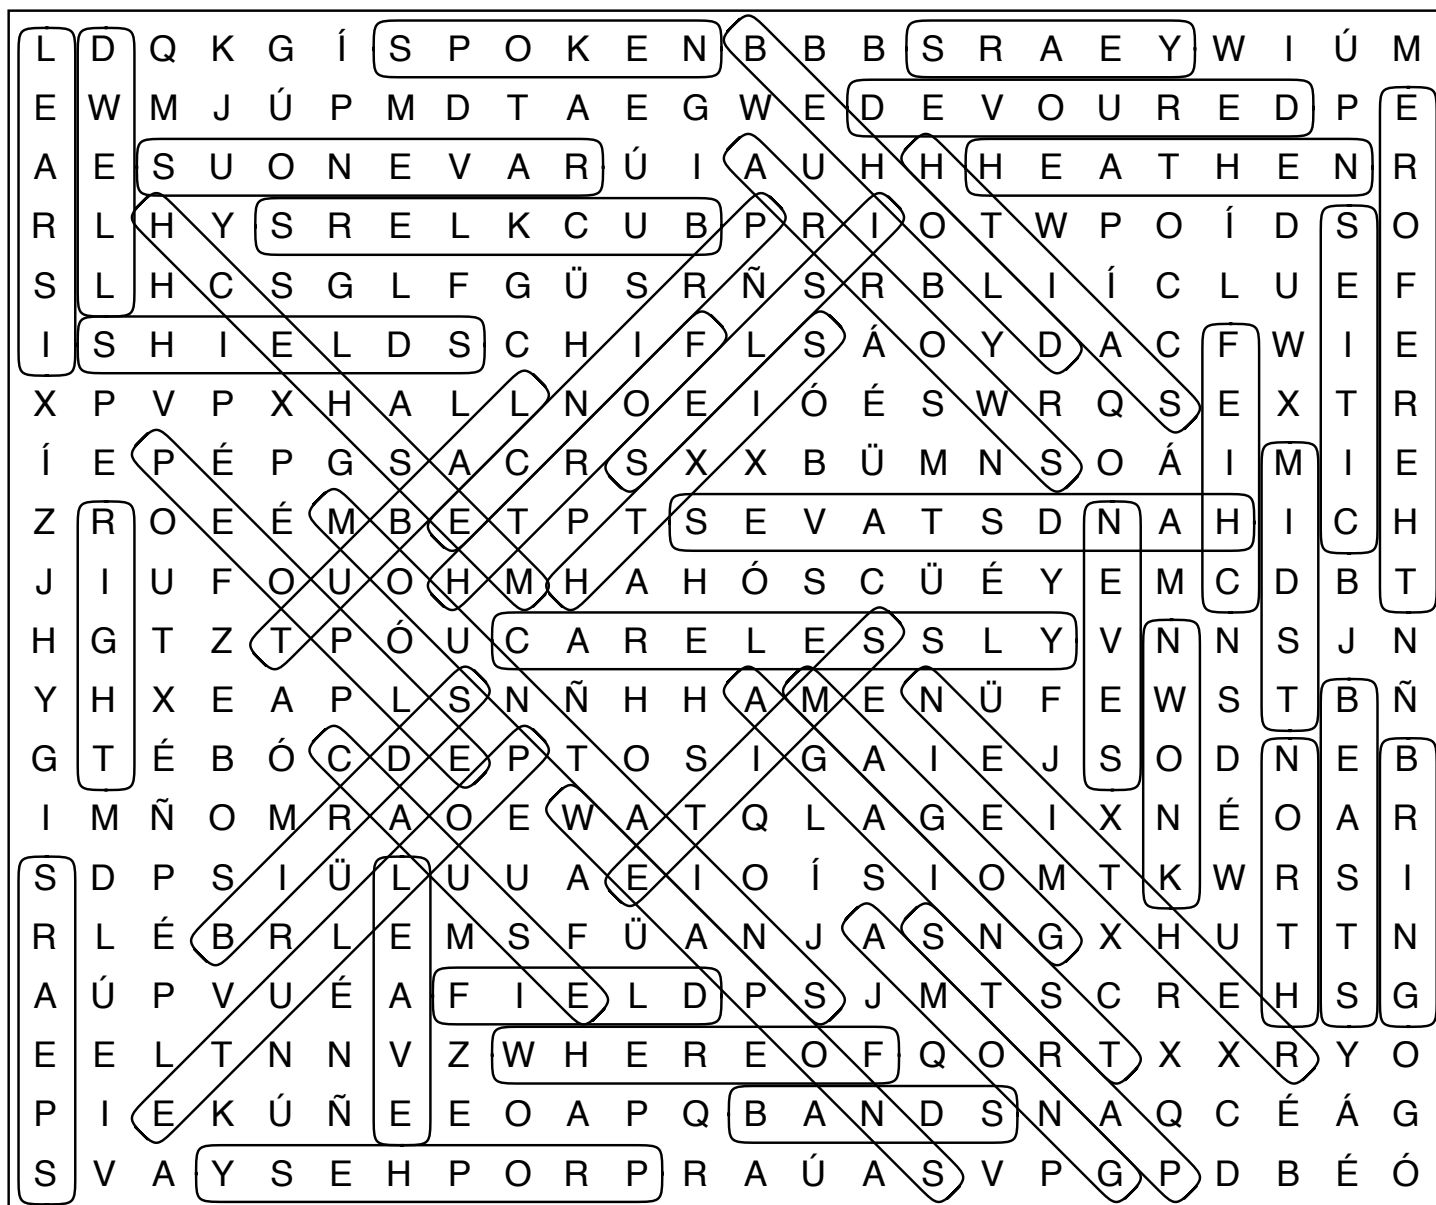 L D Q K G Í S P O K E N B B B S R A E Y W I Ú M
E W M J Ú P M D T A E G W E D E V O U R E D P E
A E S U O N E V A R Ú I A U H H H E A T H E N R
R L H Y S R E L K C U B P R I O T W P O Í D S O
S L H C S G L F G Ü S R Ñ S R B L I Í C L U E F
I S H I E L D S C H I F L S Á O Y D A C F W I E
X P V P X H A L L N O E I Ó É S W R Q S E X T R
Í E P É P G S A C R S X X B Ü M N S O Á I M I E
Z R O E É M B E T P T S E V A T S D N A H I C H
J I U F O U O H M H A H Ó S C Ü É Y E M C D B T
H G T Z T P Ó U C A R E L E S S L Y V N N S J N
Y H X E A P L S N Ñ H H A M E N Ü F E W S T B Ñ
G T É B Ó C D E P T O S I G A I E J S O D N E B
I M Ñ O M R A O E W A T Q L A G E I X N É O A R
S D P S I Ü L U U A E I O Í S I O M T K W R S I
R L É B R L E M S F Ü A N J A S N G X H U T T N
A Ú P V U É A F I E L D P S J M T S C R E H S G
E E L T N N V Z W H E R E O F Q O R T X X R Y O
P I E K Ú Ñ E E O A P Q B A N D S N A Q C É Á G
S V A Y S E H P O R P R A Ú A S V P G P D B É Ó